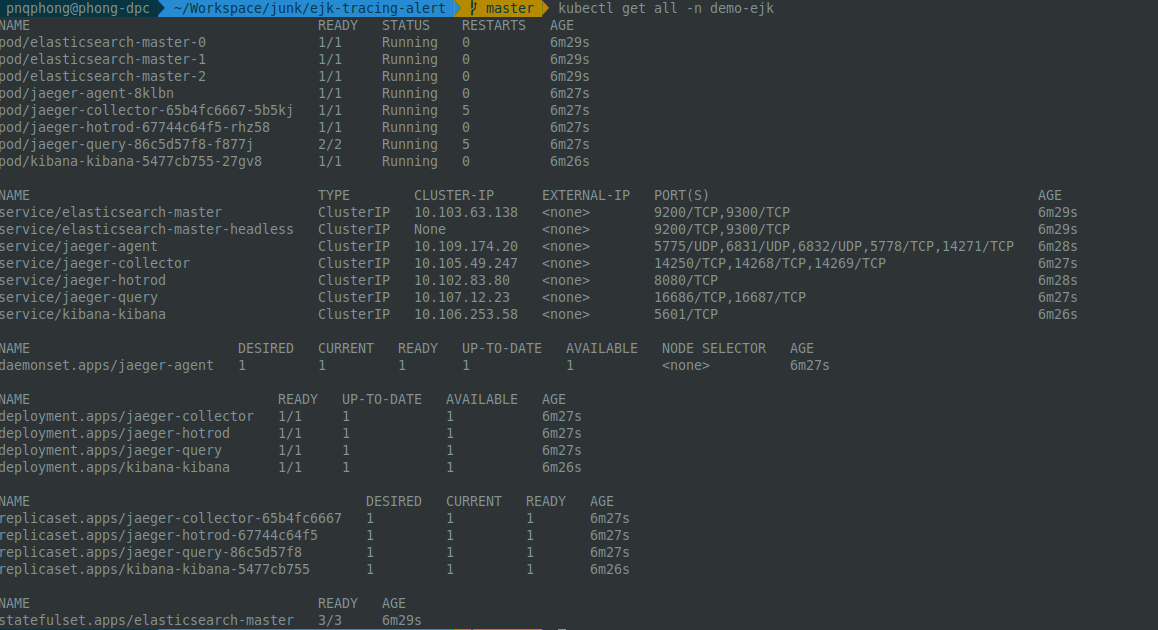 pnqphong@phong-dpc ~/Workspace/junk/ejk-tracing-alert master kubectl get all -n demo-ejk
NAME READY STATUS RESTARTS AGE
pod/elasticsearch-master-0 1/1 Running 0 6m29s
pod/elasticsearch-master-1 1/1 Running 0 6m29s
pod/elasticsearch-master-2 1/1 Running 0 6m29s
pod/jaeger-agent-8klbn 1/1 Running 0 6m27s
pod/jaeger-collector-65b4fc6667-5b5kj 1/1 Running 5 6m27s
pod/jaeger-hotrod-67744c64f5-rhz58 1/1 Running 0 6m27s
pod/jaeger-query-86c5d57f8-f877j 2/2 Running 5 6m27s
pod/kibana-kibana-5477cb755-27gv8 1/1 Running 0 6m26s
NAME TYPE CLUSTER-IP EXTERNAL-IP PORT(S) AGE
service/elasticsearch-master ClusterIP 10.103.63.138 <none> 9200/TCP,9300/TCP 6m29s
service/elasticsearch-master-headless ClusterIP None <none> 9200/TCP,9300/TCP 6m29s
service/jaeger-agent ClusterIP 10.109.174.20 <none> 5775/UDP,6831/UDP,6832/UDP,5778/TCP,14271/TCP 6m28s
service/jaeger-collector ClusterIP 10.105.49.247 <none> 14250/TCP,14268/TCP,14269/TCP 6m27s
service/jaeger-hotrod ClusterIP 10.102.83.80 <none> 8080/TCP 6m28s
service/jaeger-query ClusterIP 10.107.12.23 <none> 16686/TCP,16687/TCP 6m27s
service/kibana-kibana ClusterIP 10.106.253.58 <none> 5601/TCP 6m26s
NAME DESIRED CURRENT READY UP-TO-DATE AVAILABLE NODE SELECTOR AGE
daemonset.apps/jaeger-agent 1 1 1 1 1 <none> 6m27s
NAME READY UP-TO-DATE AVAILABLE AGE
deployment.apps/jaeger-collector 1/1 1 1 6m27s
deployment.apps/jaeger-hotrod 1/1 1 1 6m27s
deployment.apps/jaeger-query 1/1 1 1 6m27s
deployment.apps/kibana-kibana 1/1 1 1 6m26s
NAME DESIRED CURRENT READY AGE
replicaset.apps/jaeger-collector-65b4fc6667 1 1 1 6m27s
replicaset.apps/jaeger-hotrod-67744c64f5 1 1 1 6m27s
replicaset.apps/jaeger-query-86c5d57f8 1 1 1 6m27s
replicaset.apps/kibana-kibana-5477cb755 1 1 1 6m26s
NAME READY AGE
statefulset.apps/elasticsearch-master 3/3 6m29s